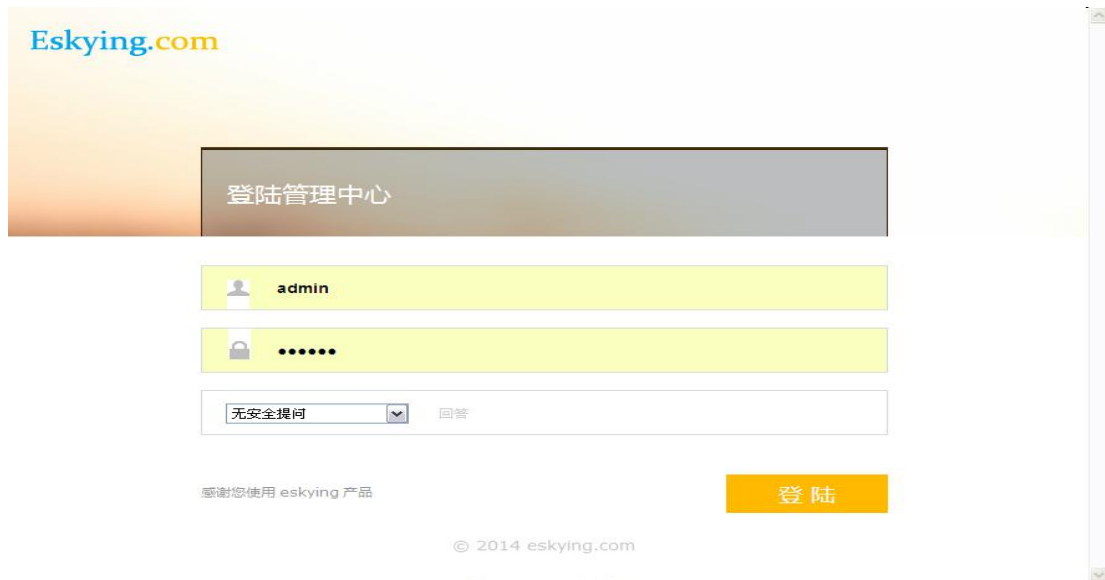 Eskying.com
登陆管理中心
admin
••••••
无安全提问 回答
感谢您使用 eskying 产品 登 陆
© 2014 eskying.com